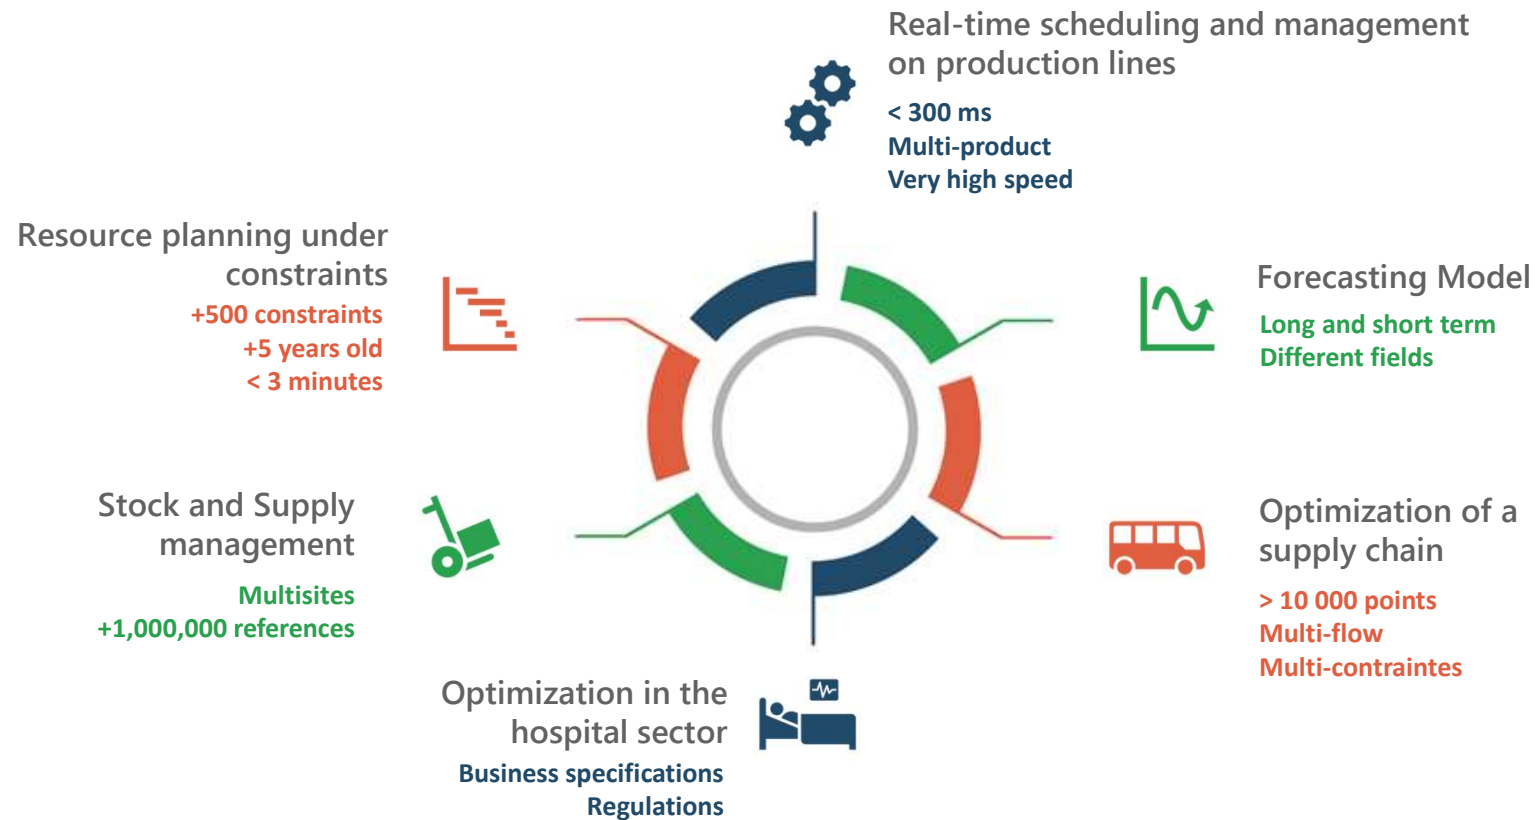 Real-time scheduling and management
on production lines
< 300 ms
Multi-product
Very high speed
Resource planning under
constraints
+500 constraints
+5 years old
< 3 minutes
Forecasting Model
Long and short term
Different fields
Stock and Supply
management
Multisites
+1,000,000 references
Optimization of a
supply chain
> 10 000 points
Multi-flow
Multi-contraintes
Optimization in the
hospital sector
Business specifications
Regulations